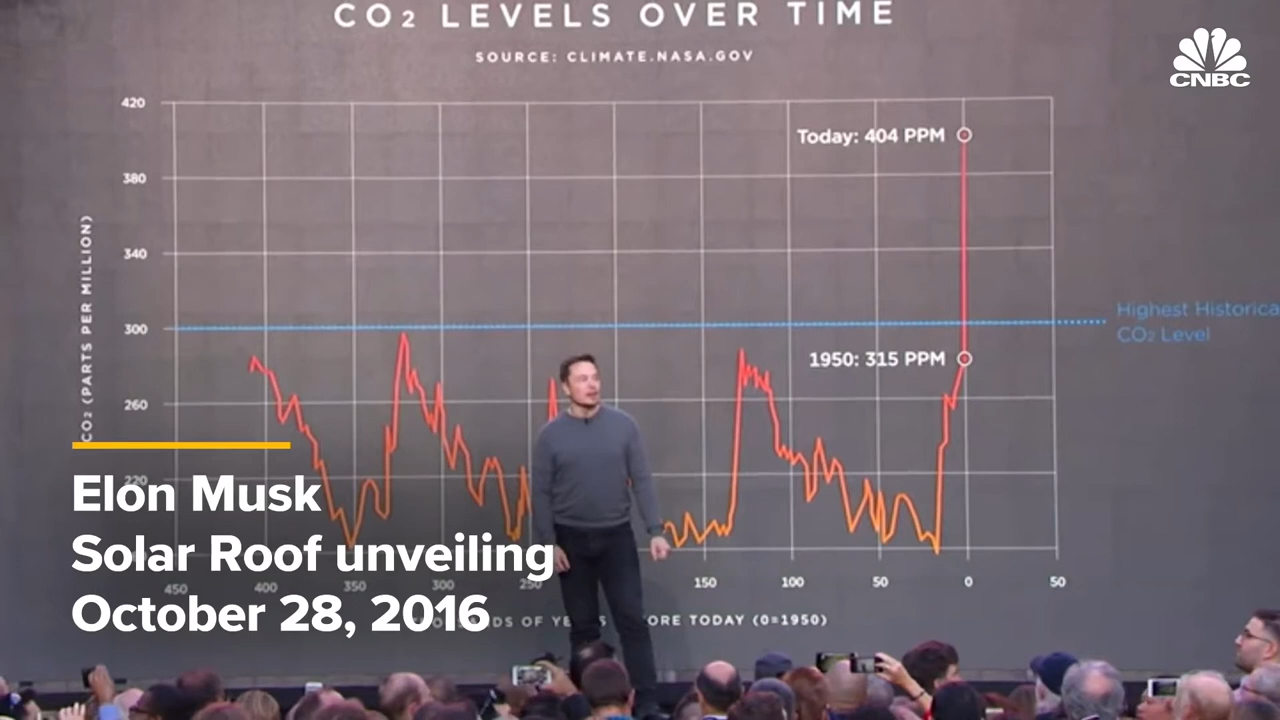 CO2 LEVELS OVER TIME
SOURCE: CLIMATE.NASA.GOV
CNBC
420
Today: 404 PPM
380
340
CO2 (PARTS PER MILLION)
300
Highest Historica
CO2 Level
1950: 315 PPM
260
220
Elon Musk
Solar Roof unveiling
October 28, 2016
450 400 350 300 250 150 100 50 0 50
DS OF YE S ORE TODAY (0=1950)